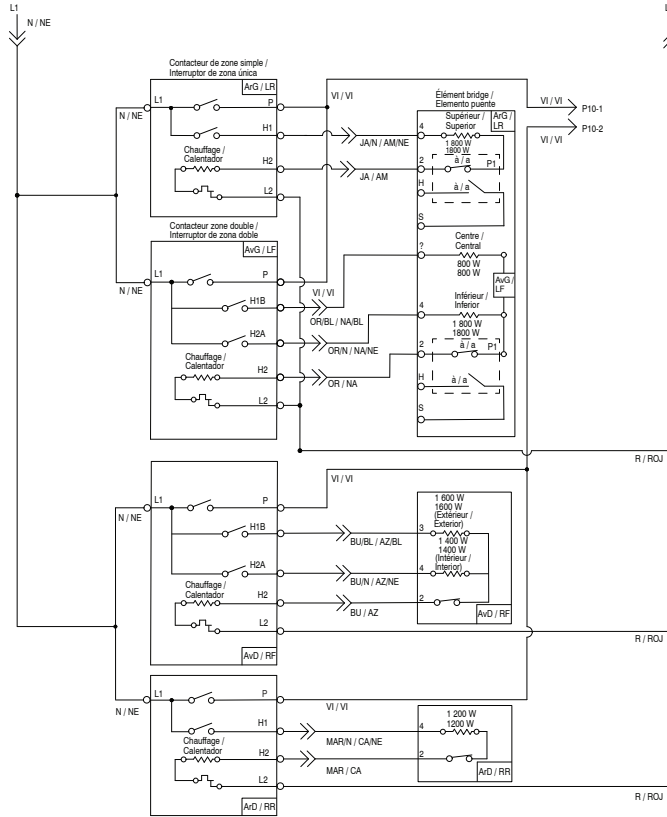 L1
N / NE
L
Contacteur de zone simple /
Interruptor de zona única
ArG / LR
L1
P
N / NE
H1
Chauffage /
Calentador
H2
L2
VI / VI
JA/N / AM/NE
JA / AM
Élément bridge /
Elemento puente
Supérieur /
Superior
ArG /
LR
4
1 800 W
1800 W
2
à / a
P1
H
à / a
S
VI / VI
P10-1
P10-2
VI / VI
Contacteur zone double /
Interruptor de zona doble
AvG / LF
L1
P
N / NE
H1B
H2A
Chauffage /
Calentador
H2
L2
VI / VI
OR/BL / NA/BL
OR/N / NA/NE
OR / NA
Centre /
Central
?
800 W
800 W
AvG /
LF
Inférieur /
Inferior
4
1 800 W
1800 W
2
à / a
P1
H
à / a
S
R / ROJ
VI / VI
L1
P
N / NE
H1B
H2A
Chauffage /
Calentador
H2
L2
AvD / RF
BU/BL / AZ/BL
BU/N / AZ/NE
BU / AZ
1 600 W
1600 W
(Extérieur /
Exterior)
3
1 400 W
1400 W
(Intérieur /
Interior)
4
2
AvD / RF
R / ROJ
L1
P
N / NE
VI / VI
H1
Chauffage /
Calentador
H2
L2
ArD / RR
MAR/N / CA/NE
MAR / CA
1 200 W
1200 W
4
2
ArD / RR
R / ROJ